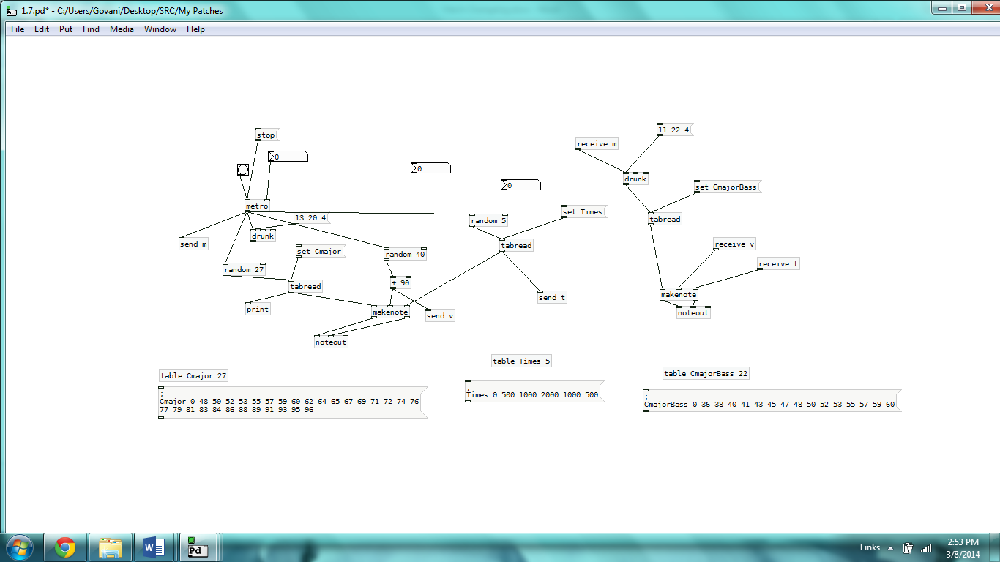 1.7.pd* - C:/Users/Govani/Desktop/SRC/My Patches
File Edit Put Find Media Window Help
stop
0
0
0
metro
13 20 4
drunk
send m
random 27
set Cmajor
tabread
print
random 40
+ 90
makenote
send v
noteout
random 5
set Times
tabread
send t
receive m
11 22 4
drunk
set CmajorBass
tabread
receive v
receive t
makenote
noteout
table Cmajor 27
;
Cmajor 0 48 50 52 53 55 57 59 60 62 64 65 67 69 71 72 74 76
77 79 81 83 84 86 88 89 91 93 95 96
table Times 5
;
Times 0 500 1000 2000 1000 500
table CmajorBass 22
;
CmajorBass 0 36 38 40 41 43 45 47 48 50 52 53 55 57 59 60
W
Pd
Pd
Links
2:53 PM
3/8/2014